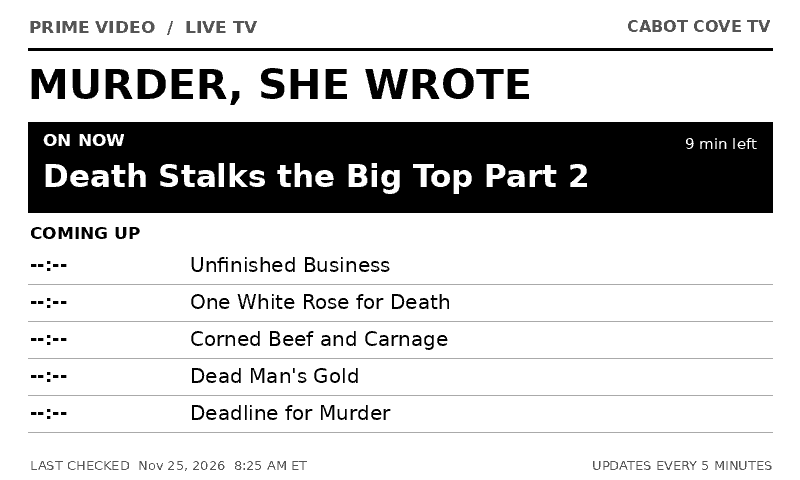 PRIME VIDEO / LIVE TV
CABOT COVE TV
MURDER, SHE WROTE
ON NOW
9 min left
Death Stalks the Big Top Part 2
COMING UP
--:-- Unfinished Business
--:-- One White Rose for Death
--:-- Corned Beef and Carnage
--:-- Dead Man's Gold
--:-- Deadline for Murder
LAST CHECKED Nov 25, 2026 8:25 AM ET
UPDATES EVERY 5 MINUTES